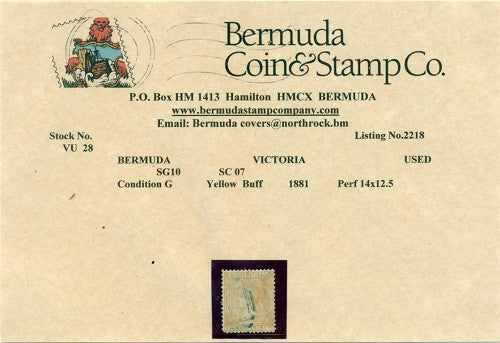 Bermuda
Coin&Stamp Co.
P.O. Box HM 1413 Hamilton HMCX BERMUDA
www.bermudastampcompany.com
Email: Bermuda covers@northrock.bm
Stock No. Listing No.2218
VU 28
BERMUDA VICTORIA USED
SG10 SC 07
Condition G Yellow Buff 1881 Perf 14x12.5